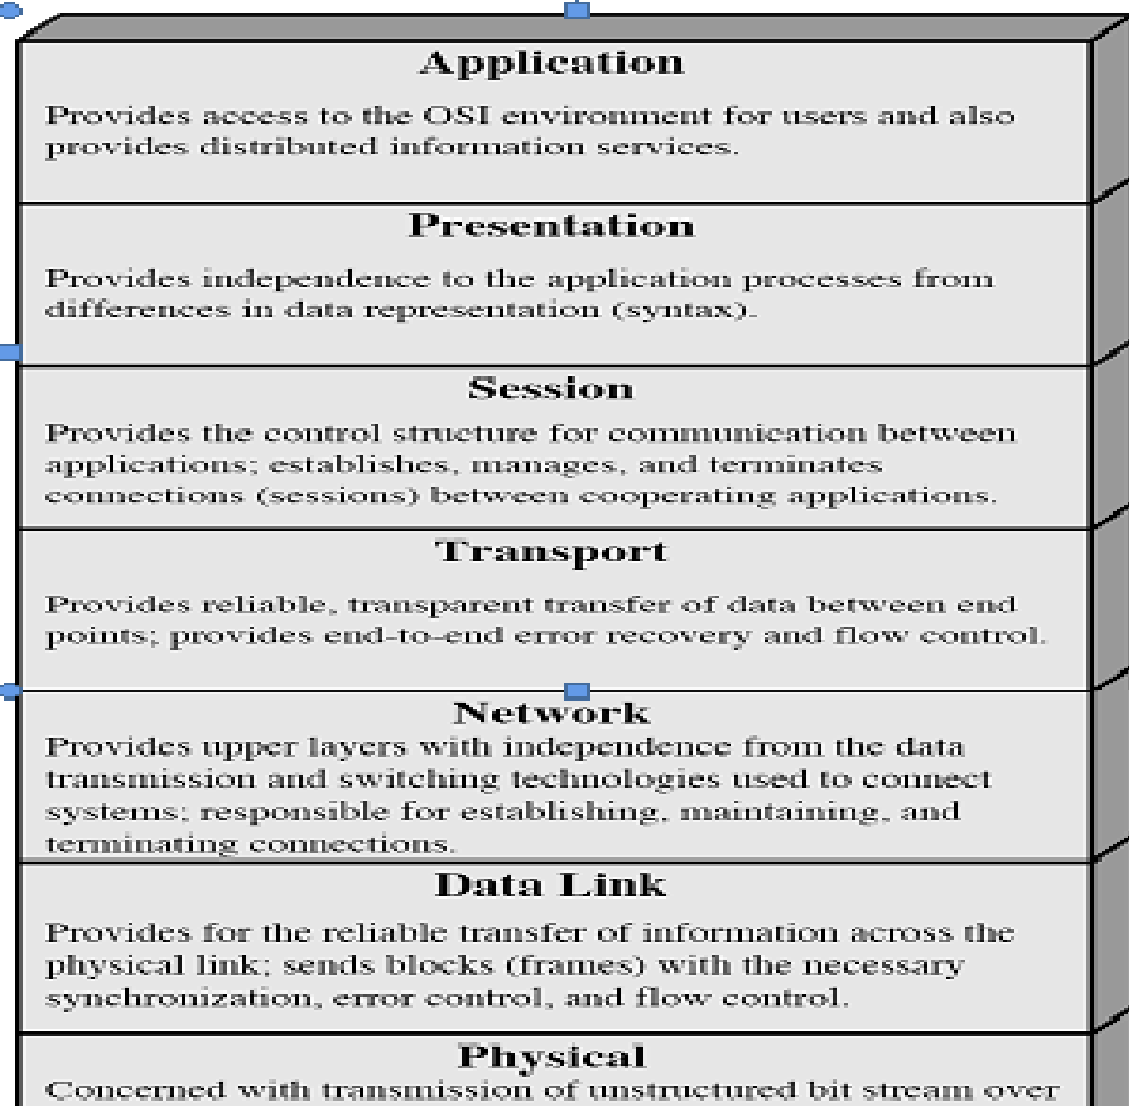 Application
Provides access to the OSI environment for users and also
provides distributed information services.
Presentation
Provides independence to the application processes from
differences in data representation (syntax).
Session
Provides the control structure for communication between
applications; establishes, manages, and terminates
connections (sessions) between cooperating applications.
Transport
Provides reliable, transparent transfer of data between end
points; provides end-to-end error recovery and flow control.
Network
Provides upper layers with independence from the data
transmission and switching technologies used to connect
systems; responsible for establishing, maintaining, and
terminating connections.
Data Link
Provides for the reliable transfer of information across the
physical link; sends blocks (frames) with the necessary
synchronization, error control, and flow control.
Physical
Concerned with transmission of unstructured bit stream over